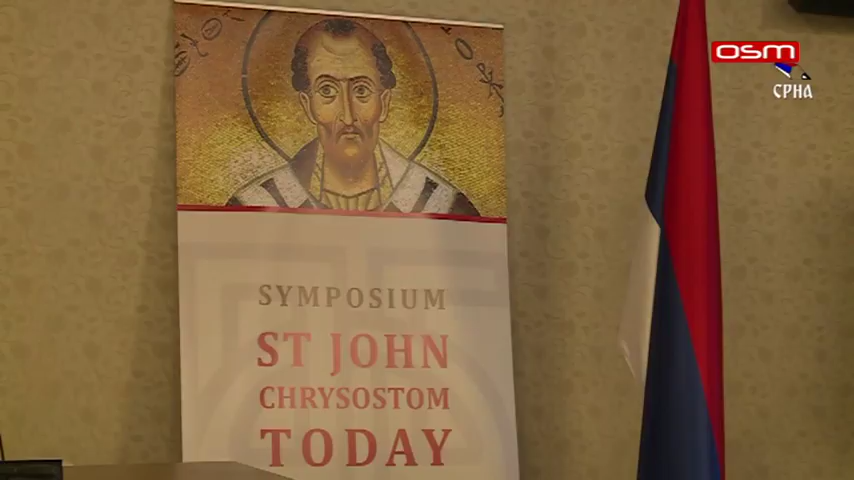 OSM
СРНА
SYMPOSIUM
ST JOHN
CHRYSOSTOM
TODAY